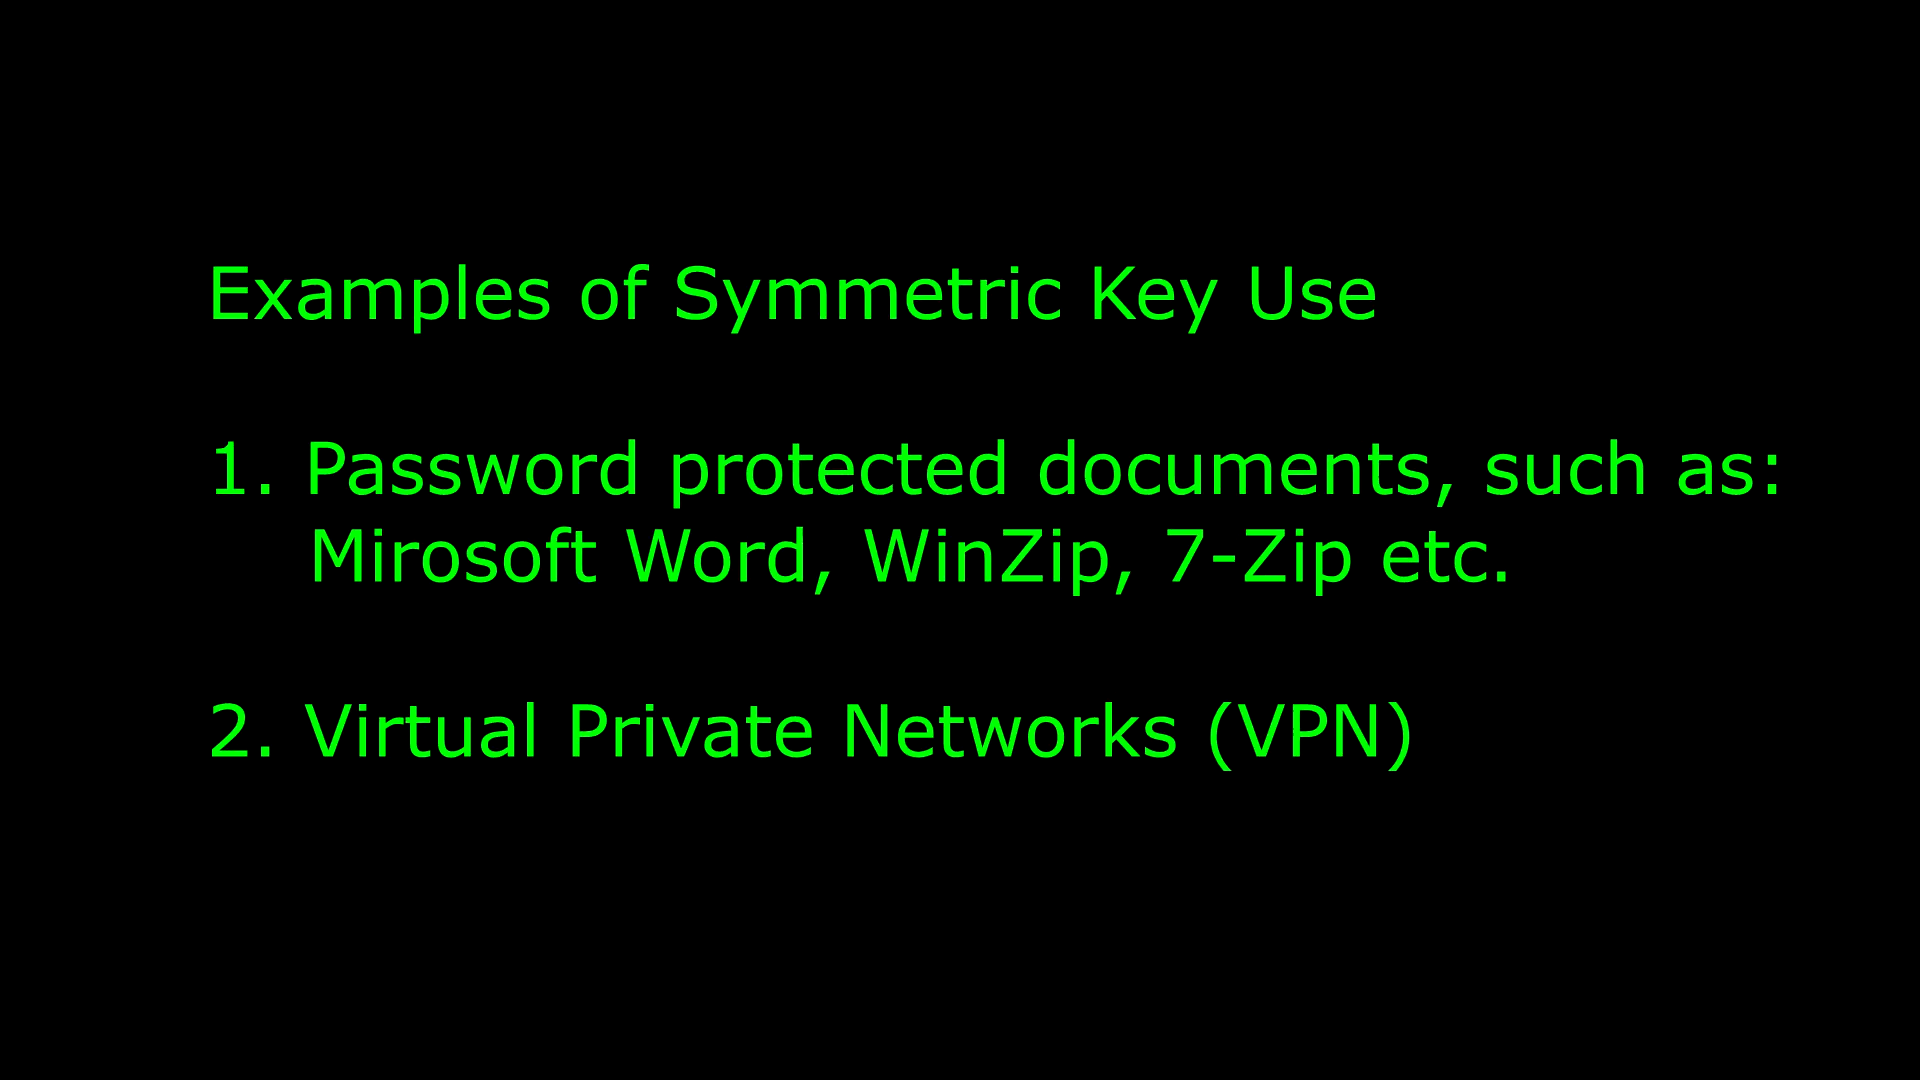 Examples of Symmetric Key Use
1. Password protected documents, such as:
Mirosoft Word, WinZip, 7-Zip etc.
2. Virtual Private Networks (VPN)